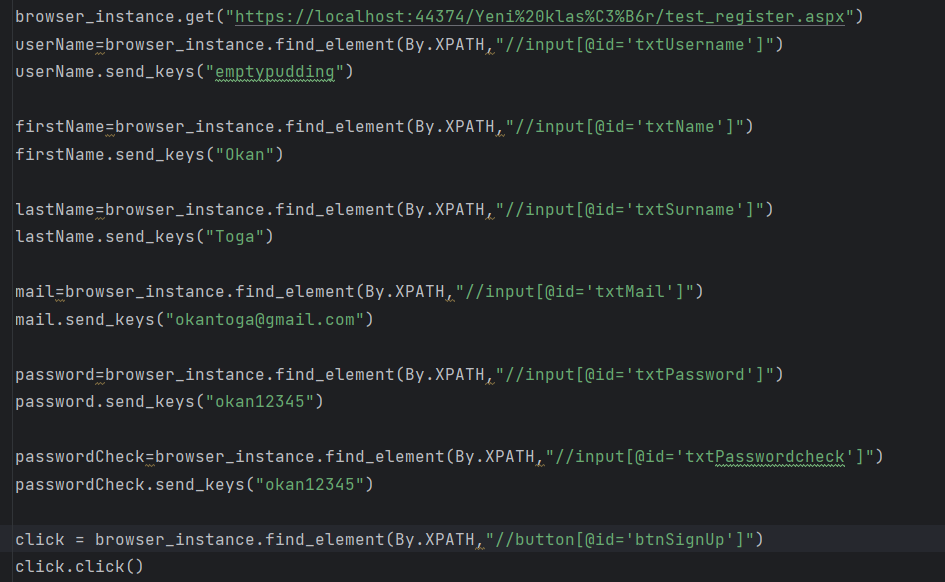 browser_instance.get("https://localhost:44374/Yeni%20klas%C3%B6r/test_register.aspx")
userName=browser_instance.find_element(By.XPATH,"//input[@id='txtUsername']")
userName.send_keys("emptypudding")
firstName=browser_instance.find_element(By.XPATH,"//input[@id='txtName']")
firstName.send_keys("Okan")
lastName=browser_instance.find_element(By.XPATH,"//input[@id='txtSurname']")
lastName.send_keys("Toga")
mail=browser_instance.find_element(By.XPATH,"//input[@id='txtMail']")
mail.send_keys("okantoga@gmail.com")
password=browser_instance.find_element(By.XPATH,"//input[@id='txtPassword']")
password.send_keys("okan12345")
passwordCheck=browser_instance.find_element(By.XPATH,"//input[@id='txtPasswordcheck']")
passwordCheck.send_keys("okan12345")
click = browser_instance.find_element(By.XPATH,"//button[@id='btnSignUp']")
click.click()